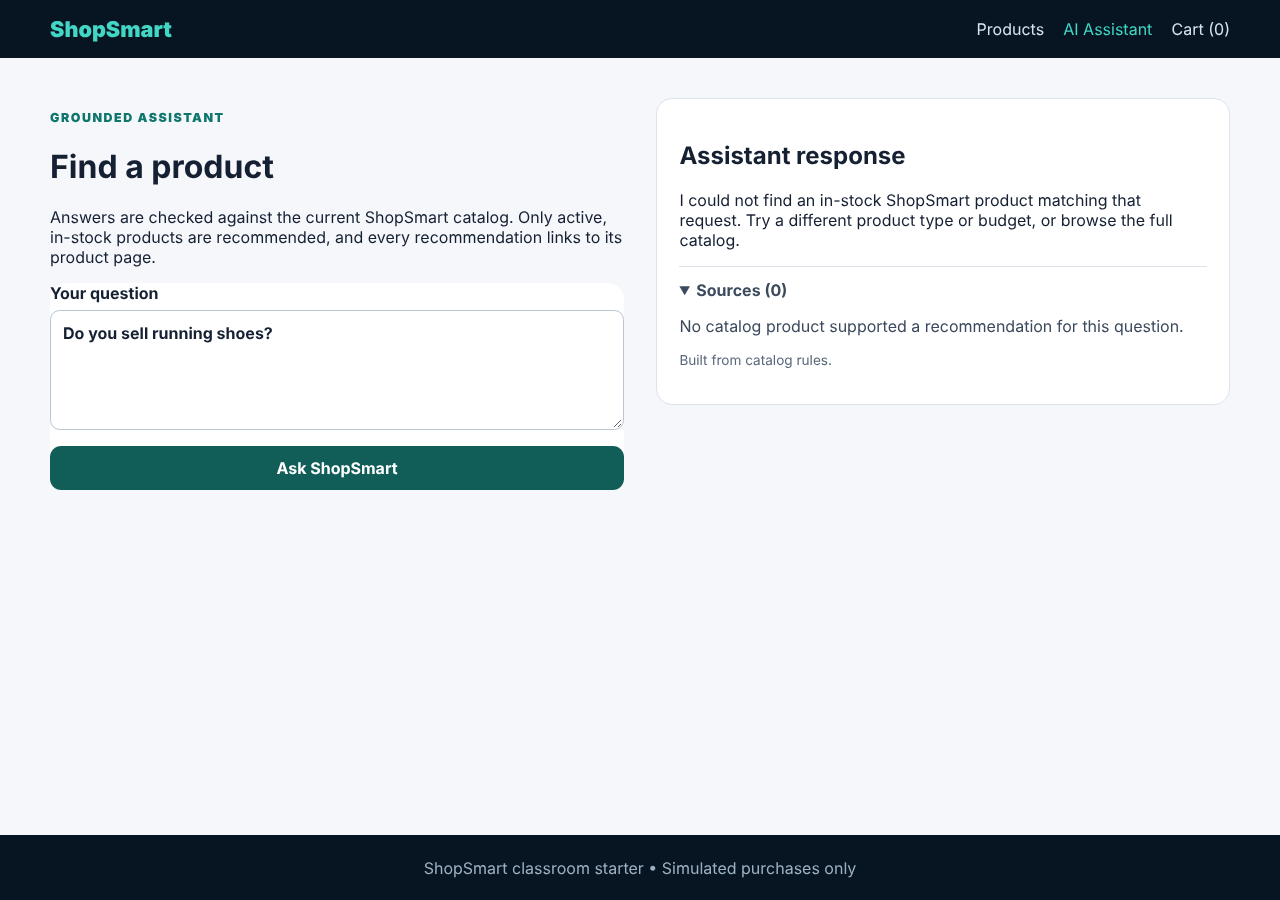 ShopSmart
Products
AI Assistant
Cart (0)
GROUNDED ASSISTANT
Find a product
Answers are checked against the current ShopSmart catalog. Only active,
in-stock products are recommended, and every recommendation links to its
product page.
Your question
Do you sell running shoes?
Ask ShopSmart
Assistant response
I could not find an in-stock ShopSmart product matching that
request. Try a different product type or budget, or browse the full
catalog.
▼ Sources (0)
No catalog product supported a recommendation for this question.
Built from catalog rules.
ShopSmart classroom starter • Simulated purchases only